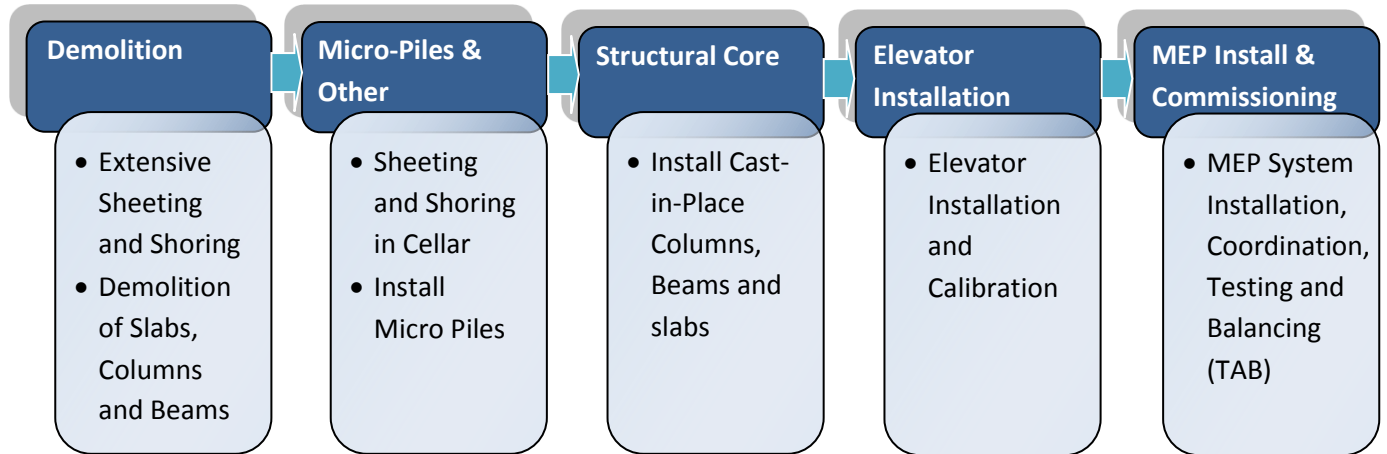 Demolition
• Extensive
Sheeting
and Shoring
• Demolition
of Slabs,
Columns
and Beams
Micro-Piles &
Other
• Sheeting
and Shoring
in Cellar
• Install
Micro Piles
Structural Core
• Install Cast-
in-Place
Columns,
Beams and
slabs
Elevator
Installation
• Elevator
Installation
and
Calibration
MEP Install &
Commissioning
• MEP System
Installation,
Coordination,
Testing and
Balancing
(TAB)